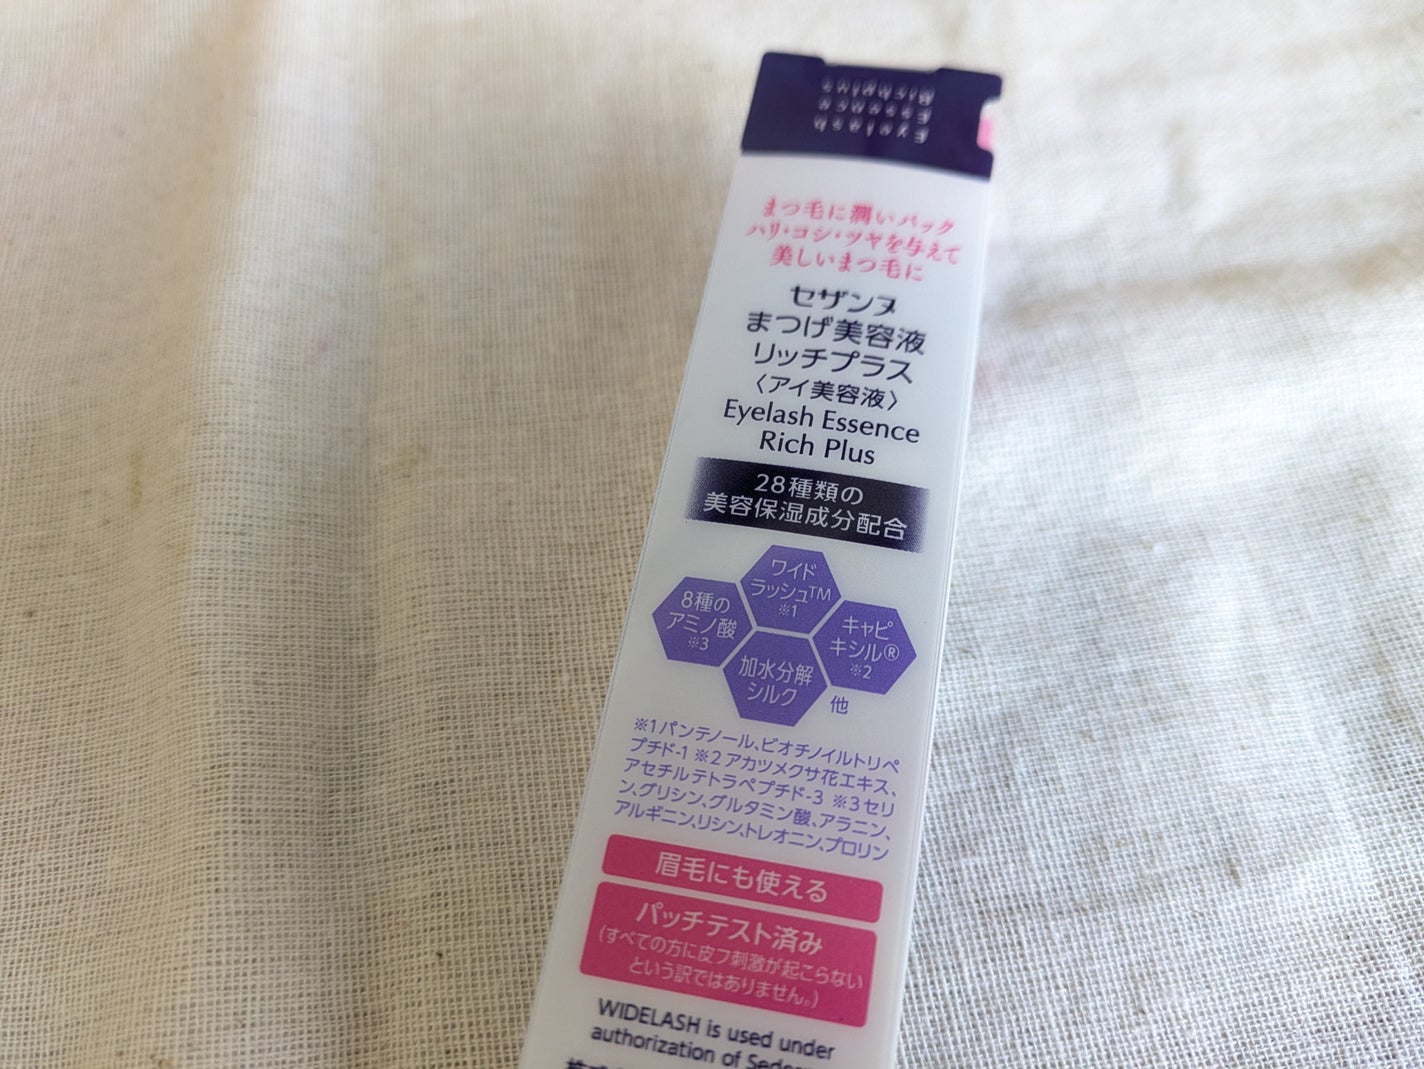 Eyelash
Essence
Richplus
まつ毛に潤いパック
ハリ・コシ・ツヤを与えて
美しいまつ毛に
セザンヌ
まつげ美容液
リッチプラス
〈アイ美容液〉
Eyelash Essence
Rich Plus
28種類の
美容保湿成分配合
ワイド
ラッシュ™
※1
8種の
アミノ酸
※3
キャピ
キシル®
※2
加水分解
シルク
他
※1パンテノール、ビオチノイルトリペ
プチド-1 ※2アカツメクサ花エキス、
アセチルテトラペプチド-3 ※3セリ
ン、グリシン、グルタミン酸、アラニン、
アルギニン、リシン、トレオニン、プロリン
眉毛にも使える
パッチテスト済み
(すべての方に皮フ刺激が起こらない
という訳ではありません。)
WIDELASH is used under
authorization of